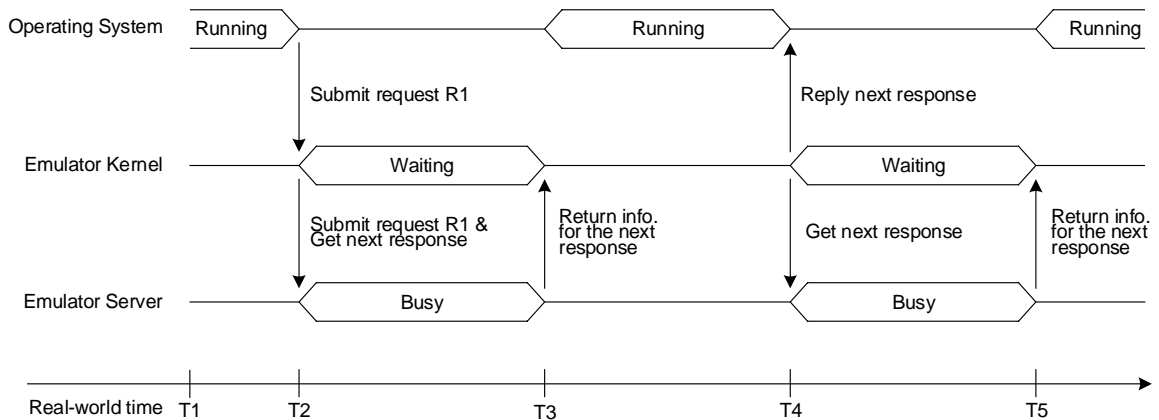 Operating System
Running
Running
Running
Submit request R1
Reply next response
Emulator Kernel
Waiting
Waiting
Submit request R1 &
Get next response
Return info.
for the next
response
Get next response
Return info.
for the next
response
Emulator Server
Busy
Busy
Real-world time
T1
T2
T3
T4
T5